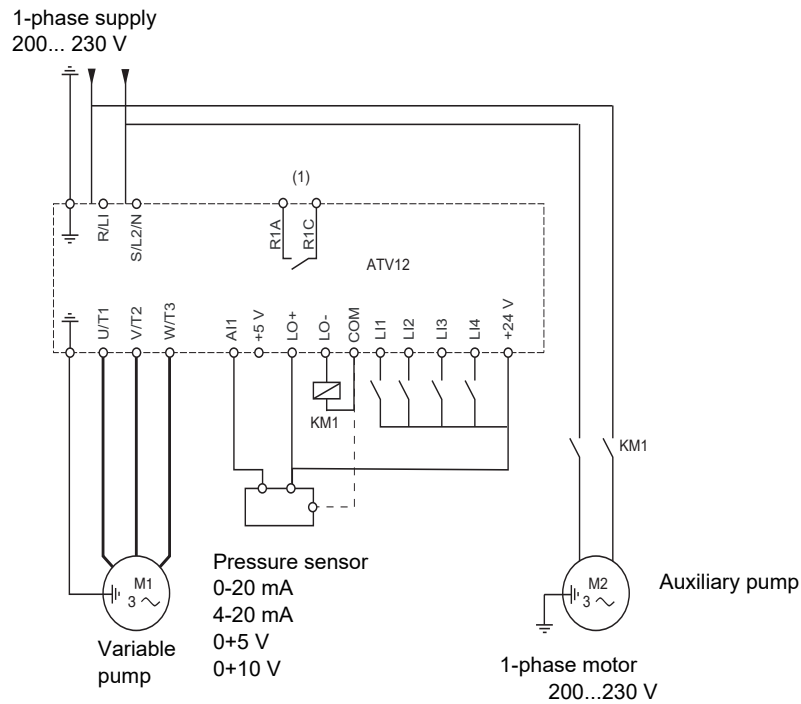 1-phase supply
200... 230 V
(1)
R/LI
S/L2/N
R1A
R1C
ATV12
U/T1
V/T2
W/T3
AI1
+5 V
LO+
LO-
COM
LI1
LI2
LI3
LI4
+24 V
KM1
KM1
M1
3 ~
Variable
pump
Pressure sensor
0-20 mA
4-20 mA
0+5 V
0+10 V
M2
3 ~
Auxiliary pump
1-phase motor
200...230 V